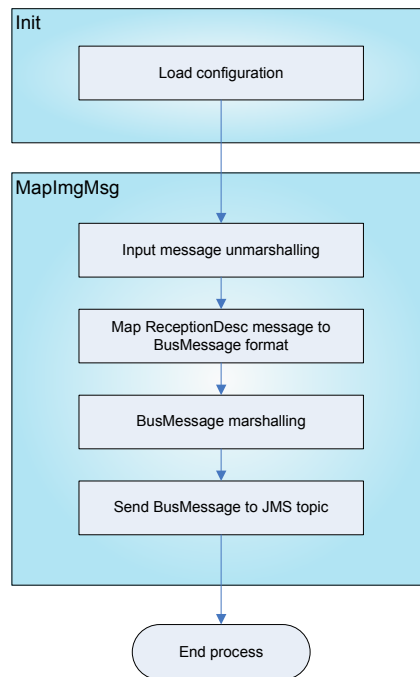 Init
Load configuration
MapImgMsg
Input message unmarshalling
Map ReceptionDesc message to
BusMessage format
BusMessage marshalling
Send BusMessage to JMS topic
End process